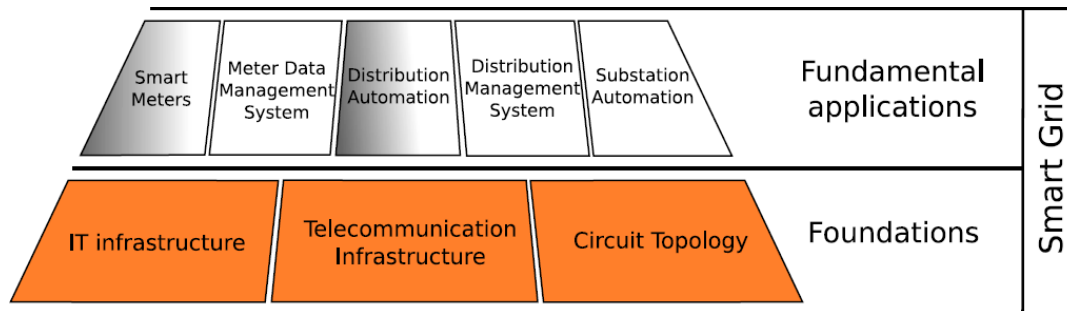 Smart
Meters
Meter Data
Management
System
Distribution
Automation
Distribution
Management
System
Substation
Automation
Fundamental
applications
IT infrastructure
Telecommunication
Infrastructure
Circuit Topology
Foundations
Smart Grid